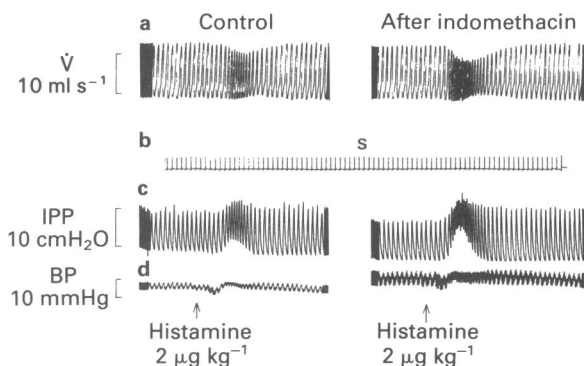 Control
After indomethacin
a
V̇
10 ml s⁻¹
b
s
c
IPP
10 cmH₂O
d
BP
10 mmHg
Histamine
2 μg kg⁻¹
Histamine
2 μg kg⁻¹